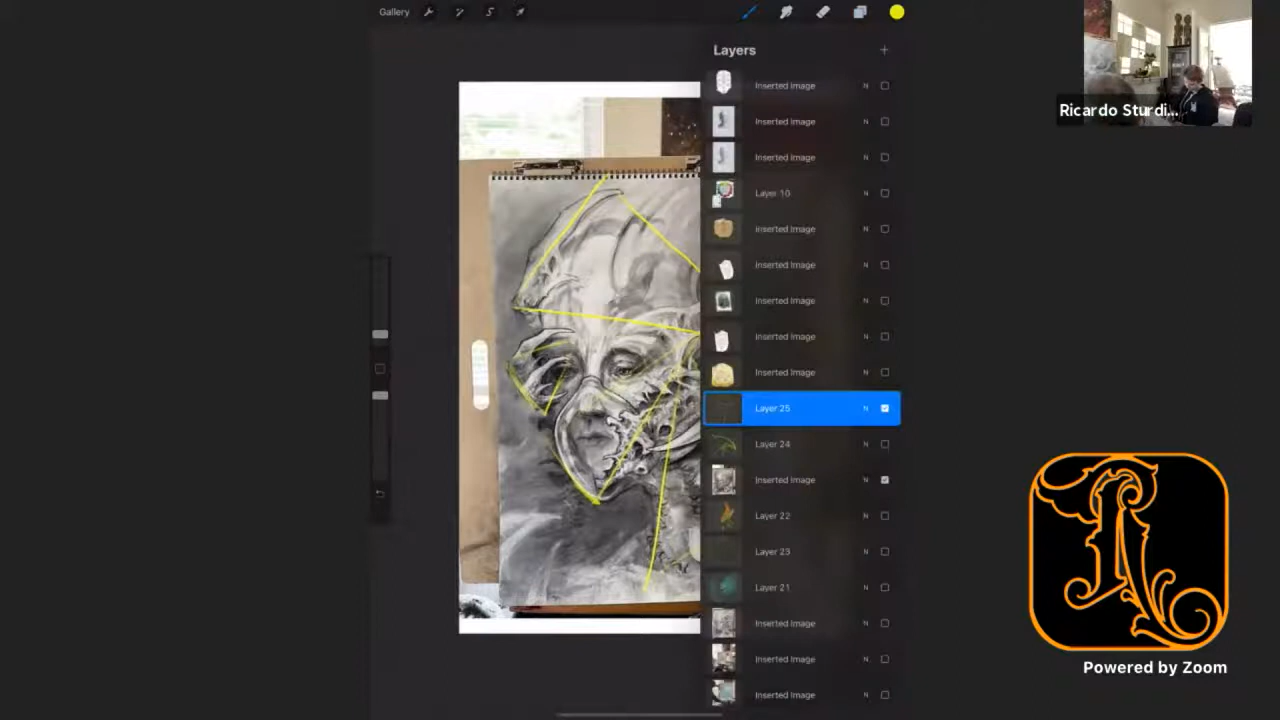 Gallery
Layers
Inserted Image N
Inserted Image N
Inserted Image N
Layer 10 N
Inserted Image N
Inserted Image N
Inserted Image N
Inserted Image N
Inserted Image N
Layer 25 N
Layer 24 N
Inserted Image N
Layer 22 N
Layer 23 N
Layer 21 N
Inserted Image N
Inserted Image N
Inserted Image N
Ricardo Sturdi...
Powered by Zoom